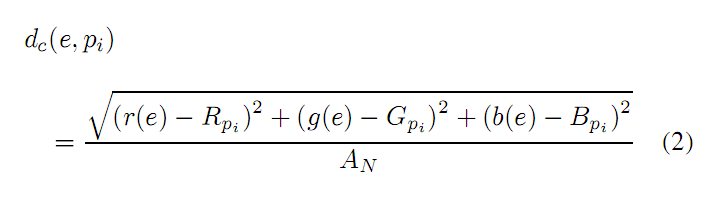 d_c(e, p_i)
= \frac{\sqrt{(r(e) - R_{p_i})^2 + (g(e) - G_{p_i})^2 + (b(e) - B_{p_i})^2}}{A_N} (2)